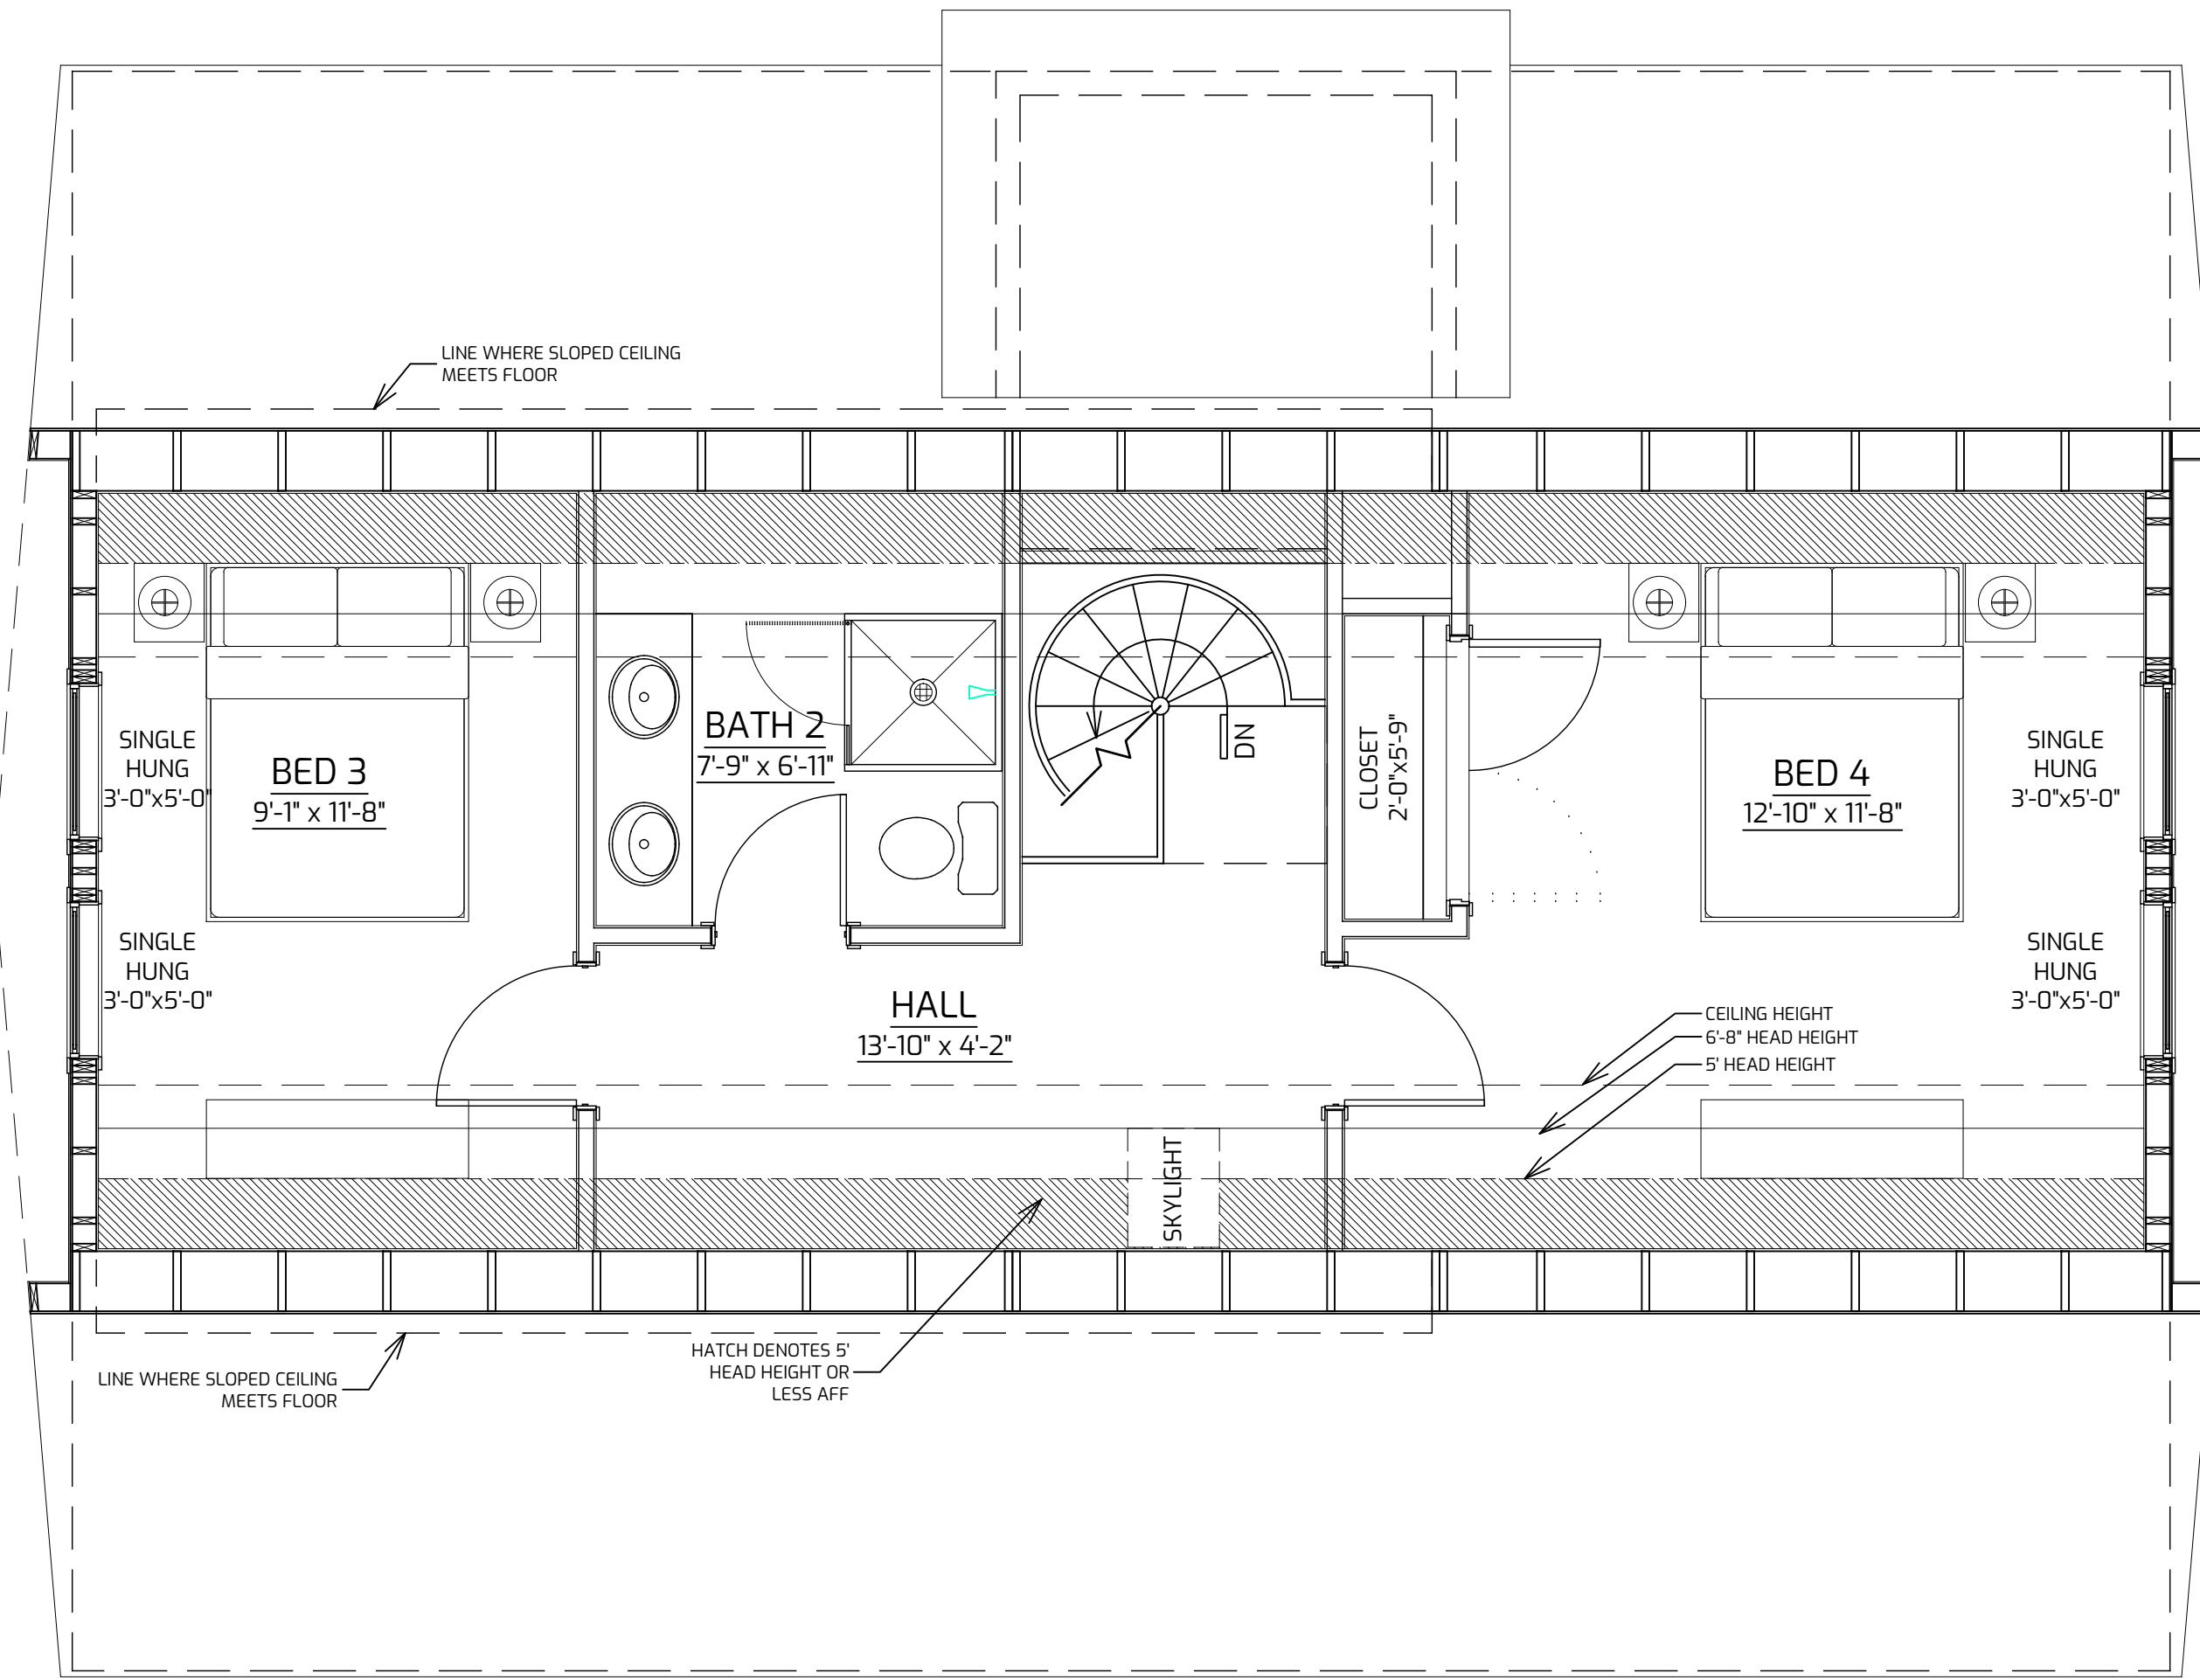 LINE WHERE SLOPED CEILING
MEETS FLOOR
SINGLE
HUNG
3'-0"x5'-0"
BED 3
9'-1" x 11'-8"
BATH 2
7'-9" x 6'-11"
DN
CLOSET
2'-0"x5'-9"
BED 4
12'-10" x 11'-8"
SINGLE
HUNG
3'-0"x5'-0"
SINGLE
HUNG
3'-0"x5'-0"
HALL
13'-10" x 4'-2"
SINGLE
HUNG
3'-0"x5'-0"
CEILING HEIGHT
6'-8" HEAD HEIGHT
5' HEAD HEIGHT
SKYLIGHT
LINE WHERE SLOPED CEILING
MEETS FLOOR
HATCH DENOTES 5'
HEAD HEIGHT OR
LESS AFF